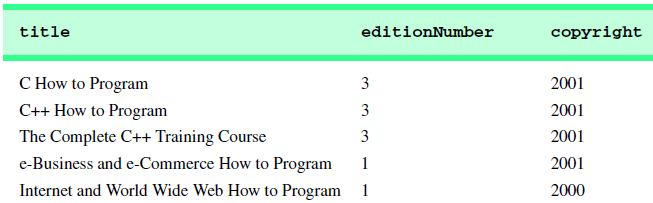 title editionNumber copyright
C How to Program 3 2001
C++ How to Program 3 2001
The Complete C++ Training Course 3 2001
e-Business and e-Commerce How to Program 1 2001
Internet and World Wide Web How to Program 1 2000